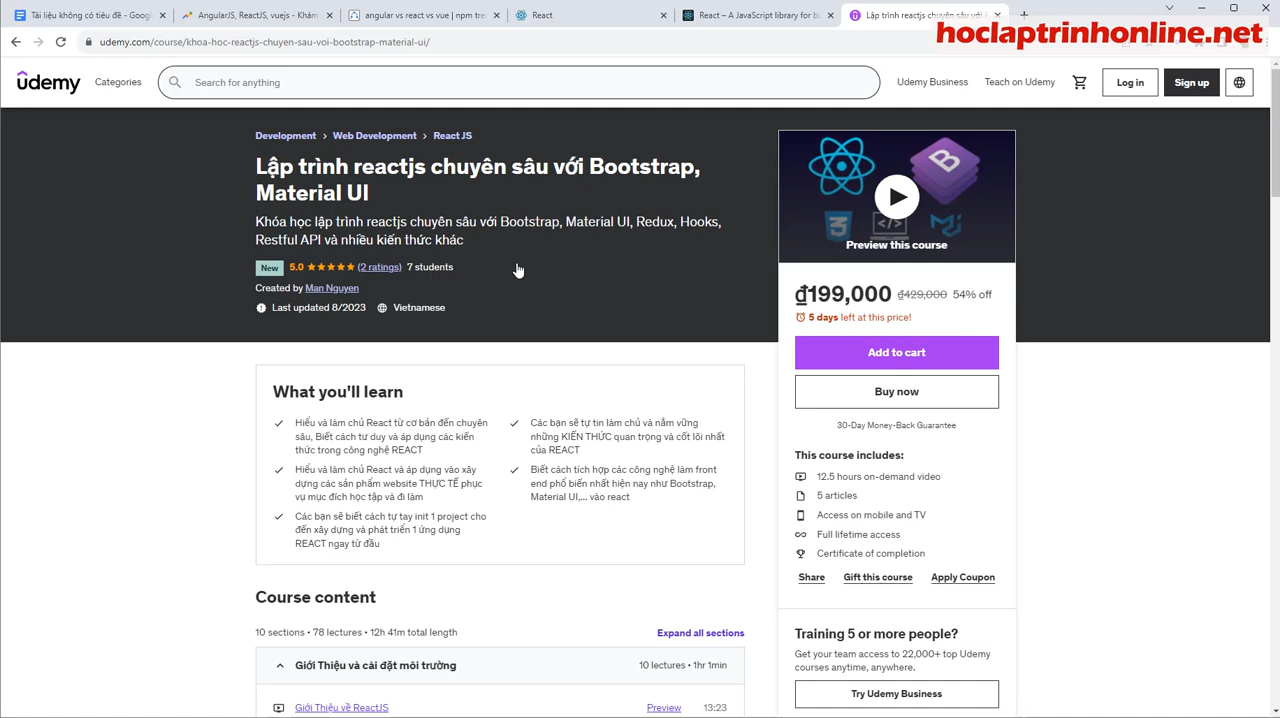 Tài liệu không có tiêu đề - Goog
AngularJS, ReactJS, vuejs - năm
angular vs react vs vue | npm tre
React
React – A JavaScript library for b
Lập trình reactjs chuyên sâu với
hoclaptrinhonline.net
udemy.com/course/khoa-hoc-reactjs-chuyen-sau-voi-bootstrap-material-ui/
udemy
Categories
Search for anything
Udemy Business
Teach on Udemy
Log in
Sign up
Development > Web Development > React JS
Lập trình reactjs chuyên sâu với Bootstrap,
Material UI
Khóa học lập trình reactjs chuyên sâu với Bootstrap, Material UI, Redux, Hooks,
Restful API và nhiều kiến thức khác
New 5.0 (2 ratings) 7 students
Created by Man Nguyen
Last updated 8/2023 Vietnamese
Preview this course
₫199,000 ₫429,000 54% off
5 days left at this price!
Add to cart
Buy now
30-Day Money-Back Guarantee
This course includes:
12.5 hours on-demand video
5 articles
Access on mobile and TV
Full lifetime access
Certificate of completion
Share Gift this course Apply Coupon
Training 5 or more people?
Get your team access to 22,000+ top Udemy
courses anytime, anywhere.
Try Udemy Business
What you'll learn
Hiểu và làm chủ React từ cơ bản đến chuyên
sâu, Biết cách tư duy và áp dụng các kiến
thức trong công nghệ REACT
Các bạn sẽ tự tin làm chủ và nắm vững
những KIẾN THỨC quan trọng và cốt lõi nhất
của REACT
Hiểu và làm chủ React và áp dụng vào xây
dựng các sản phẩm website THỰC TẾ phục
vụ mục đích học tập và đi làm
Biết cách tích hợp các công nghệ làm front
end phổ biến nhất hiện nay như Bootstrap,
Material UI,... vào react
Các bạn sẽ biết cách tự tay init 1 project cho
đến xây dựng và phát triển 1 ứng dụng
REACT ngay từ đầu
Course content
10 sections • 78 lectures • 12h 41m total length
Expand all sections
Giới Thiệu và cài đặt môi trường
10 lectures • 1hr 1min
Giới Thiệu về ReactJS
Preview
13:23